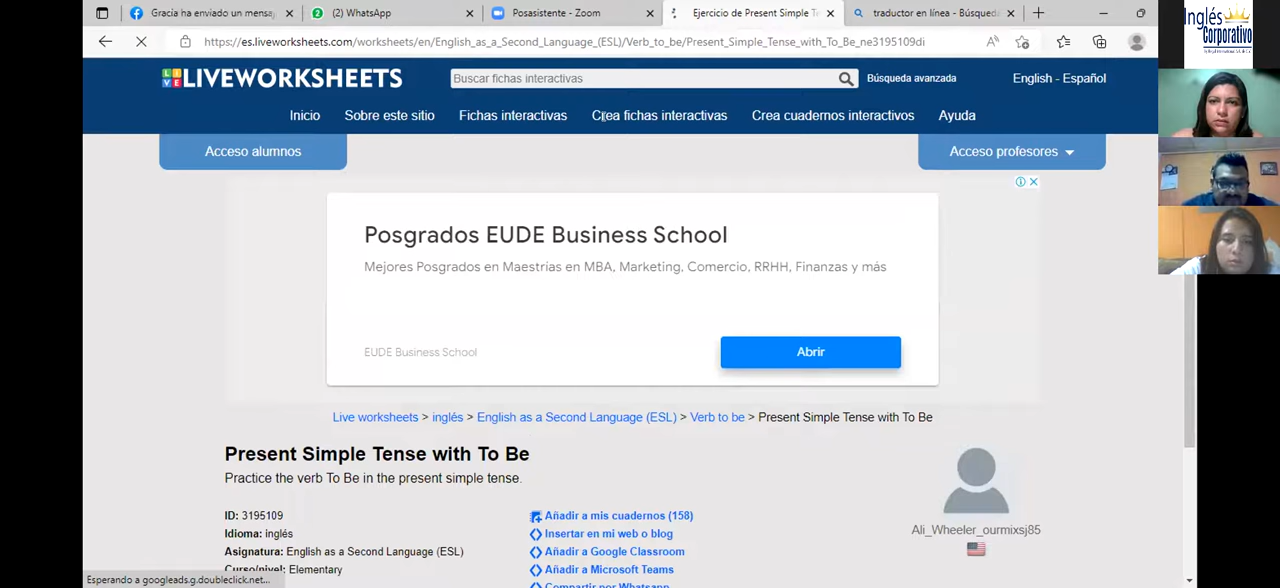 Gracia ha enviado un mensaj
(2) WhatsApp
Posasistente - Zoom
Ejercicio de Present Simple Te
traductor en línea - Búsqueda
https://es.liveworksheets.com/worksheets/en/English_as_a_Second_Language_(ESL)/Verb_to_be/Present_Simple_Tense_with_To_Be_ne3195109di
Inglés
Corporativo
LIVEWORKSHEETS
Buscar fichas interactivas
Búsqueda avanzada
English - Español
Inicio
Sobre este sitio
Fichas interactivas
Crea fichas interactivas
Crea cuadernos interactivos
Ayuda
Acceso alumnos
Acceso profesores
Posgrados EUDE Business School
Mejores Posgrados en Maestrias en MBA, Marketing, Comercio, RRHH, Finanzas y más
EUDE Business School
Abrir
Live worksheets > inglés > English as a Second Language (ESL) > Verb to be > Present Simple Tense with To Be
Present Simple Tense with To Be
Practice the verb To Be in the present simple tense.
ID: 3195109
Idioma: inglés
Asignatura: English as a Second Language (ESL)
Curso/nivel: Elementary
Añadir a mis cuadernos (158)
Insertar en mi web o blog
Añadir a Google Classroom
Añadir a Microsoft Teams
Compartir por Whatsapp
Ali_Wheeler_ourmixsj85
Esperando a googleads.g.doubleclick.net...